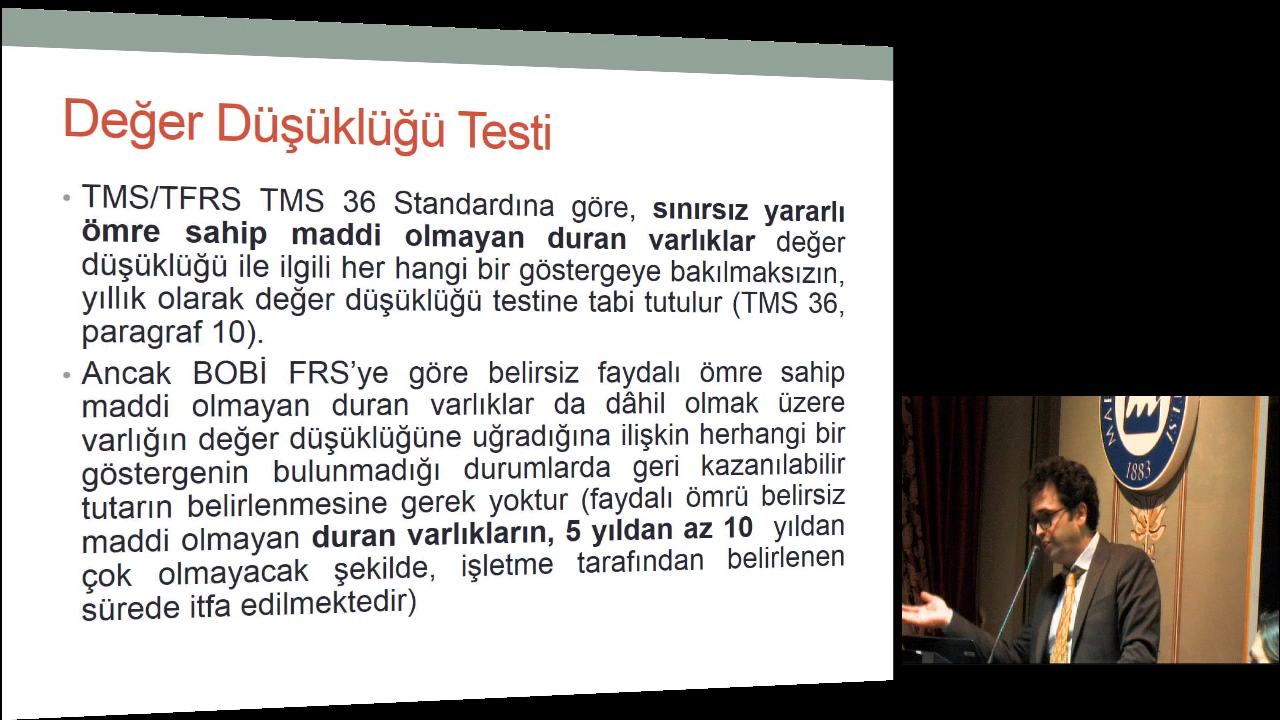 Değer Düşüklüğü Testi
• TMS/TFRS TMS 36 Standardına göre, sınırsız yararlı
ömre sahip maddi olmayan duran varlıklar değer
düşüklüğü ile ilgili her hangi bir göstergeye bakılmaksızın,
yıllık olarak değer düşüklüğü testine tabi tutulur (TMS 36,
paragraf 10).
• Ancak BOBİ FRS’ye göre belirsiz faydalı ömre sahip
maddi olmayan duran varlıklar da dâhil olmak üzere
varlığın değer düşüklüğüne uğradığına ilişkin herhangi bir
göstergenin bulunmadığı durumlarda geri kazanılabilir
tutarın belirlenmesine gerek yoktur (faydalı ömrü belirsiz
maddi olmayan duran varlıkların, 5 yıldan az 10 yıldan
çok olmayacak şekilde, işletme tarafından belirlenen
sürede itfa edilmektedir)
1883